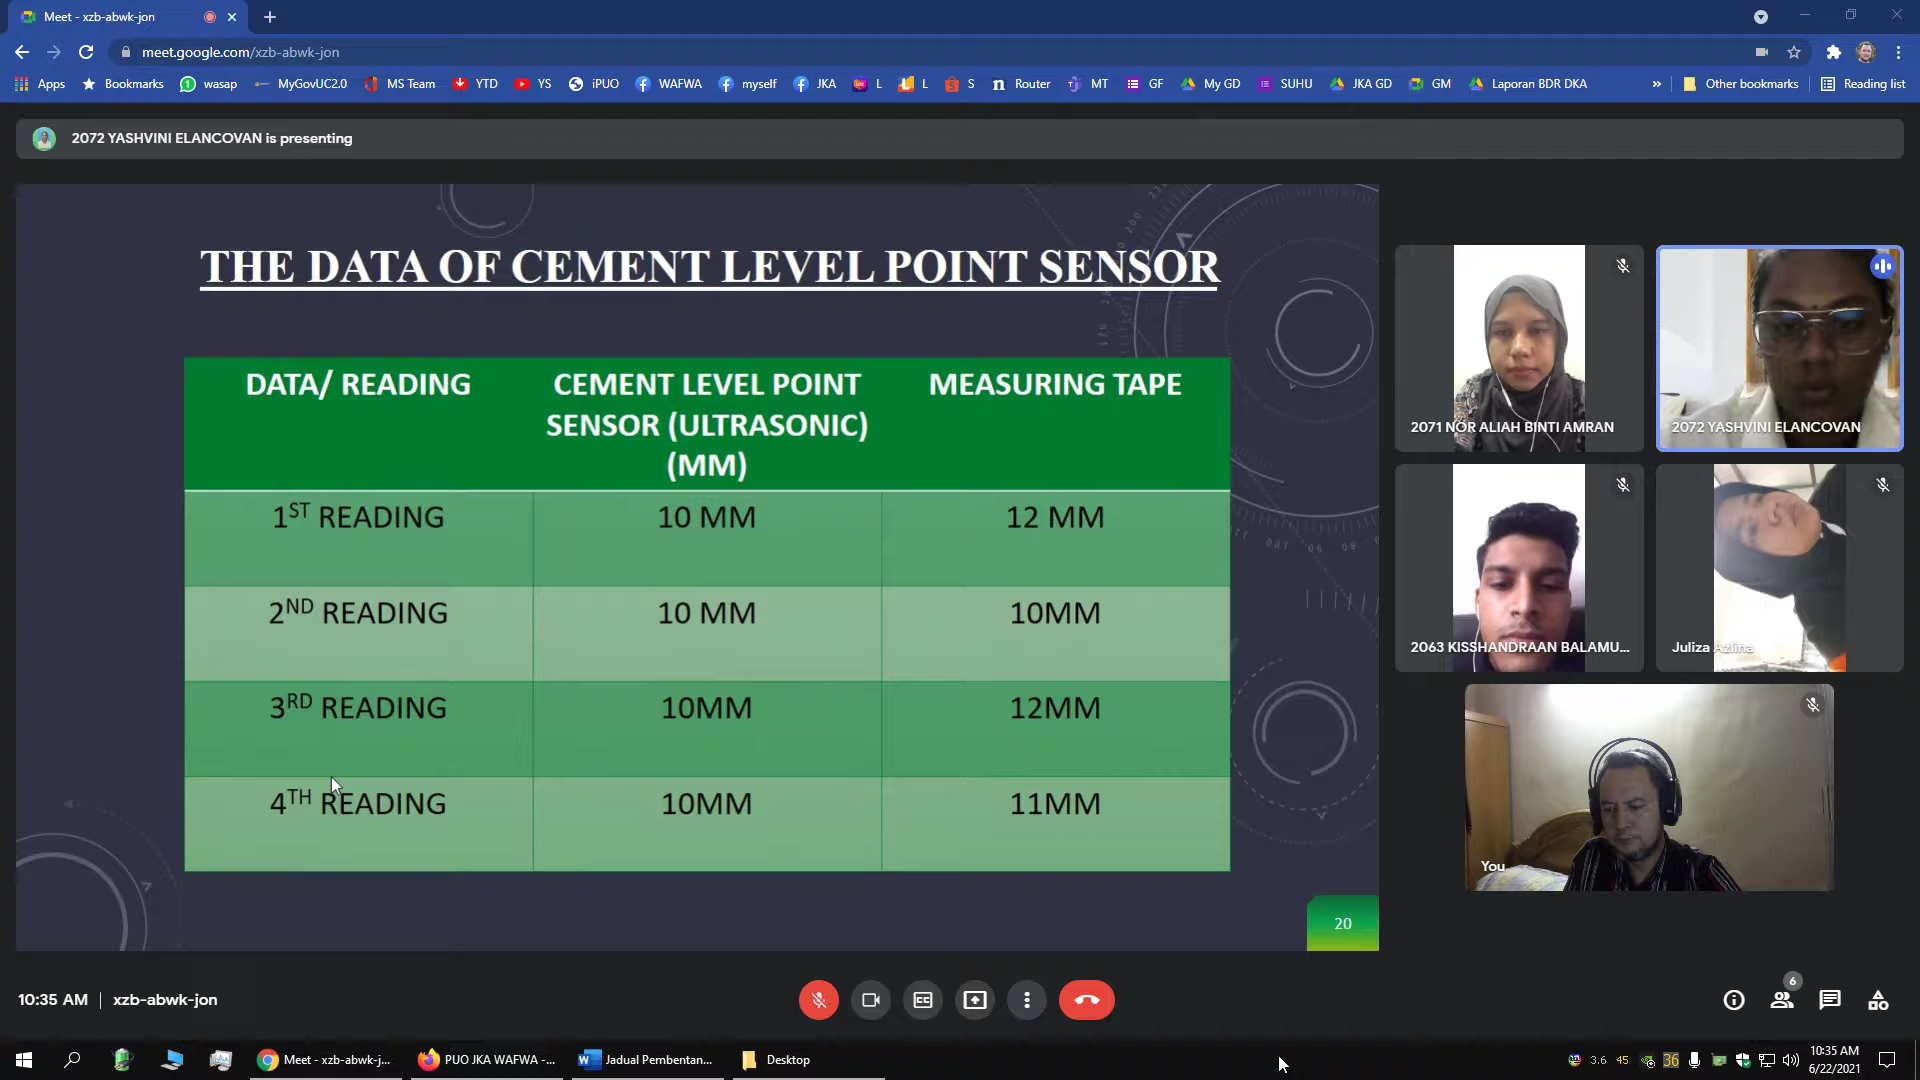 Meet - xzb-abwk-jon
meet.google.com/xzb-abwk-jon
Apps Bookmarks wasap MyGovUC2.0 MS Team YTD YS iPUO WAFWA myself JKA L L S Router MT GF My GD SUHU JKA GD GM Laporan BDR DKA » Other bookmarks Reading list
2072 YASHVINI ELANCOVAN is presenting
THE DATA OF CEMENT LEVEL POINT SENSOR
DATA/ READING
CEMENT LEVEL POINT
SENSOR (ULTRASONIC)
(MM)
MEASURING TAPE
1ST READING 10 MM 12 MM
2ND READING 10 MM 10MM
3RD READING 10MM 12MM
4TH READING 10MM 11MM
20
2071 NOR ALIAH BINTI AMRAN
2072 YASHVINI ELANCOVAN
2063 KISSHANDRAAN BALAMU...
Juliza Azlina
You
10:35 AM | xzb-abwk-jon
CC
6
Meet - xzb-abwk-j... PUO JKA WAFWA -... Jadual Pembentan... Desktop
3.6 45 36
10:35 AM
6/22/2021